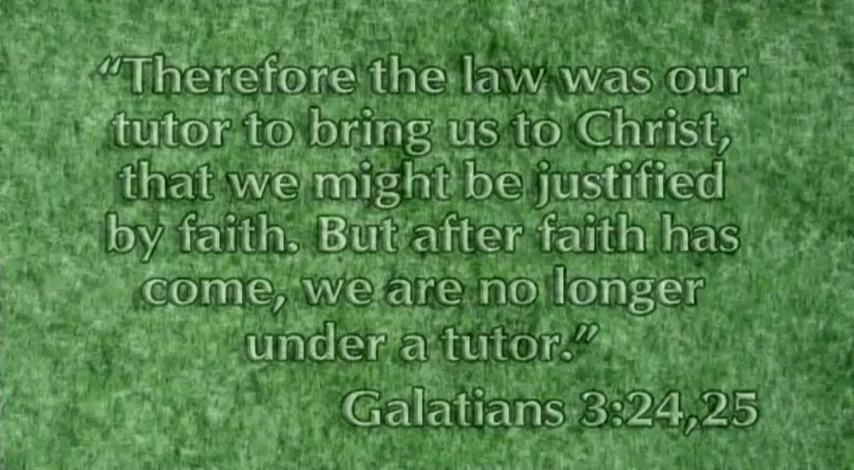 “Therefore the law was our
tutor to bring us to Christ,
that we might be justified
by faith. But after faith has
come, we are no longer
under a tutor.”
Galatians 3:24,25